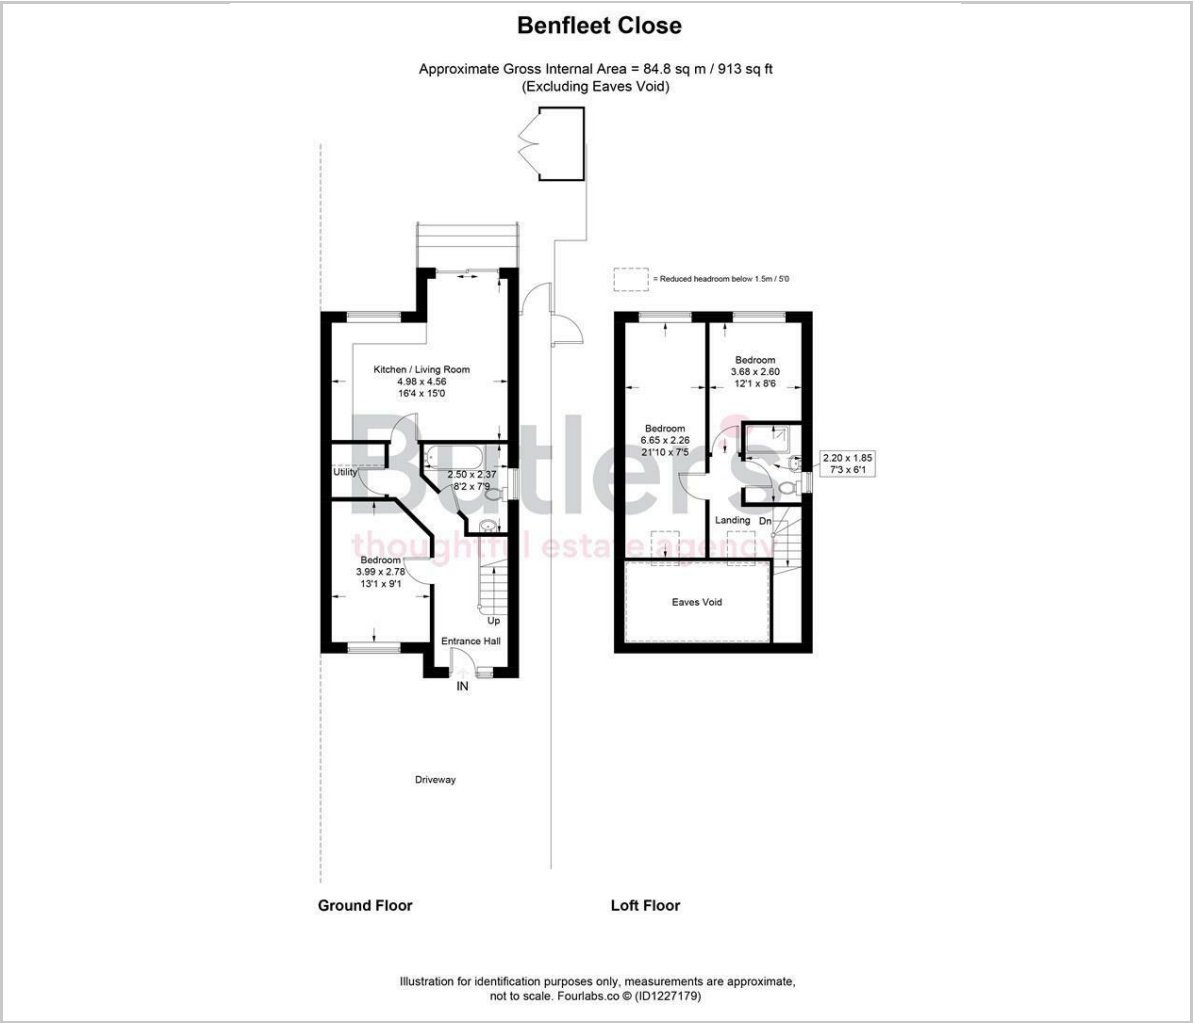 Benfleet Close
Approximate Gross Internal Area = 84.8 sq m / 913 sq ft
(Excluding Eaves Void)
= Reduced headroom below 1.5m / 5'0
Kitchen / Living Room
4.98 x 4.56
16'4 x 15'0
Bedroom
3.68 x 2.60
12'1 x 8'6
Bedroom
6.65 x 2.26
21'10 x 7'5
Butler's
thoughtful estate agency
Utility
2.50 x 2.37
8'2 x 7'9
2.20 x 1.85
7'3 x 6'1
Landing
Dn
Bedroom
3.99 x 2.78
13'1 x 9'1
Eaves Void
Up
Entrance Hall
IN
Driveway
Ground Floor
Loft Floor
Illustration for identification purposes only, measurements are approximate,
not to scale. Fourlabs.co © (ID1227179)